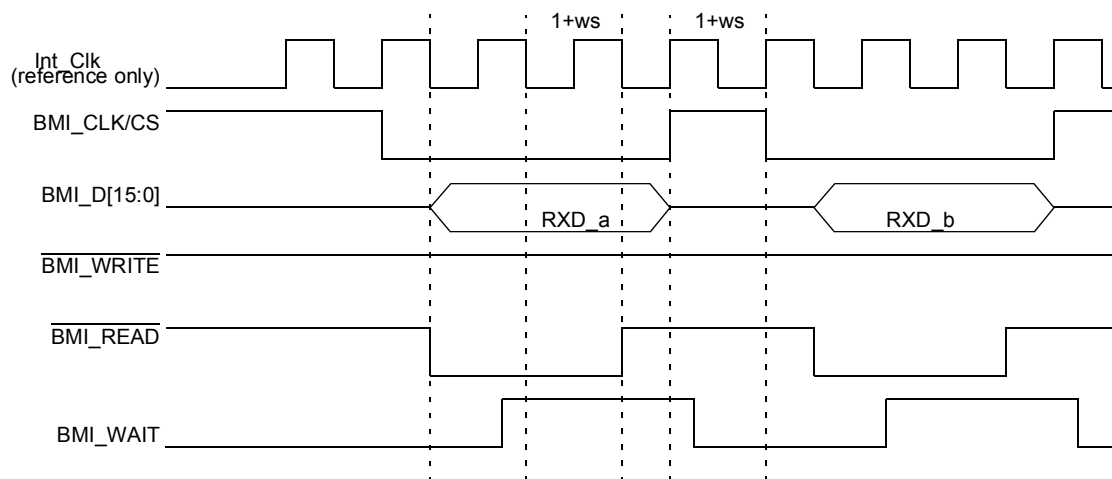 1+ws 1+ws
Int_Clk
(reference only)
BMI_CLK/CS
BMI_D[15:0]
RXD_a RXD_b
BMI_WRITE
BMI_READ
BMI_WAIT